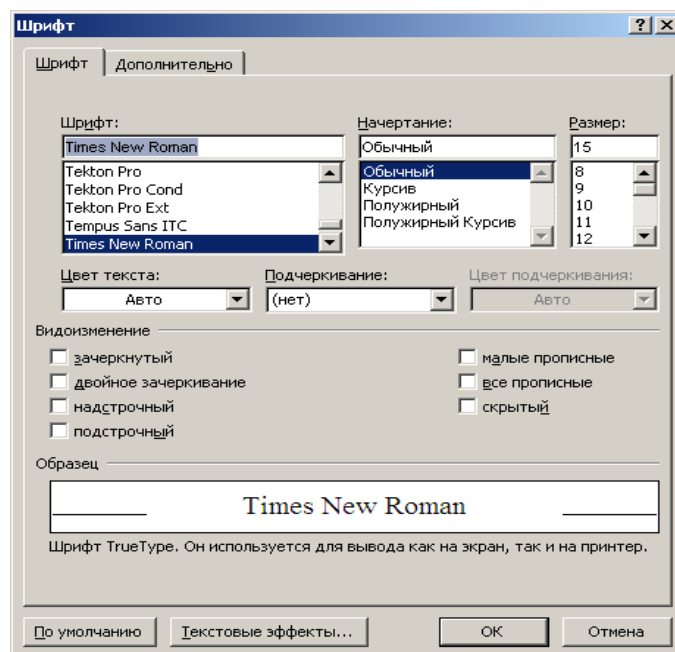 Шрифт
Шрифт Дополнительно
Шрифт: Начертание: Размер:
Times New Roman Обычный 15
Tekton Pro Обычный 8
Tekton Pro Cond Курсив 9
Tekton Pro Ext Полужирный 10
Tempus Sans ITC Полужирный Курсив 11
Times New Roman 12
Цвет текста: Подчеркивание: Цвет подчеркивания:
Авто (нет) Авто
Видоизменение
зачеркнутый малые прописные
двойное зачеркивание все прописные
надстрочный скрытый
подстрочный
Образец
Times New Roman
Шрифт TrueType. Он используется для вывода как на экран, так и на принтер.
По умолчанию Текстовые эффекты... ОК Отмена